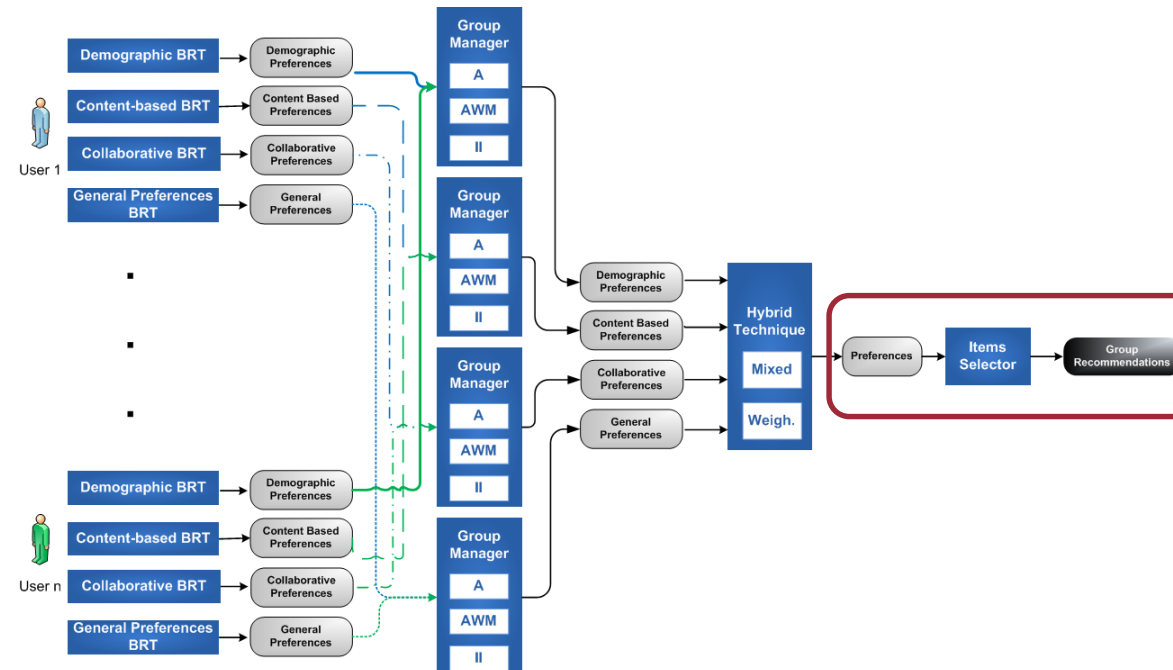 Demographic BRT
Demographic
Preferences
Content-based BRT
Content Based
Preferences
Collaborative BRT
Collaborative
Preferences
General Preferences
BRT
General
Preferences
User 1
Demographic BRT
Demographic
Preferences
Content-based BRT
Content Based
Preferences
Collaborative BRT
Collaborative
Preferences
General Preferences
BRT
General
Preferences
User n
Group
Manager
A
AWM
II
Group
Manager
A
AWM
II
Group
Manager
A
AWM
II
Group
Manager
A
AWM
II
Demographic
Preferences
Content Based
Preferences
Collaborative
Preferences
General
Preferences
Hybrid
Technique
Mixed
Weigh.
Preferences
Items
Selector
Group
Recommendations